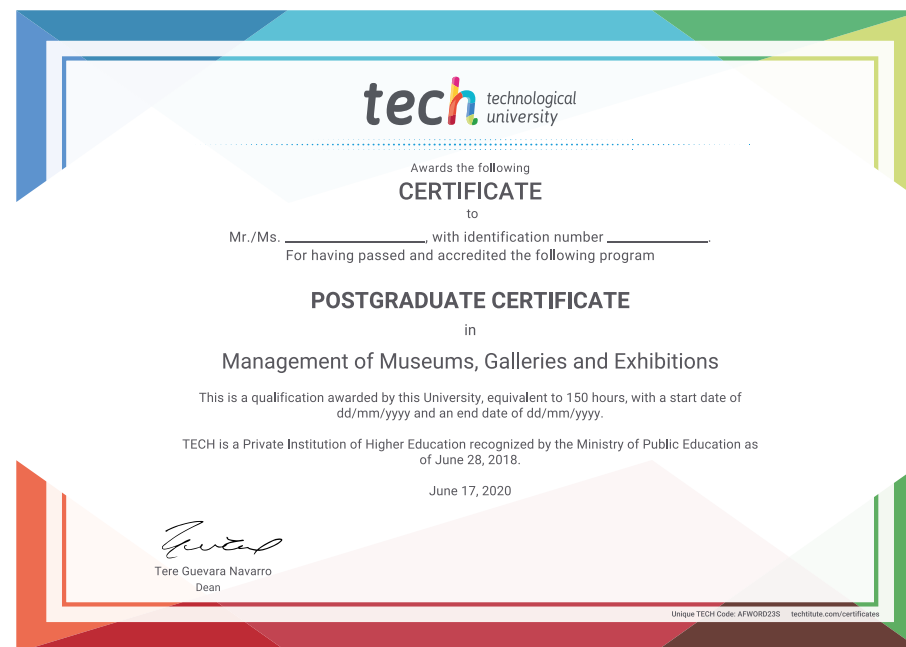 tech technological
university
Awards the following
CERTIFICATE
to
Mr./Ms. ____________________, with identification number ______________.
For having passed and accredited the following program
POSTGRADUATE CERTIFICATE
in
Management of Museums, Galleries and Exhibitions
This is a qualification awarded by this University, equivalent to 150 hours, with a start date of
dd/mm/yyyy and an end date of dd/mm/yyyy.
TECH is a Private Institution of Higher Education recognized by the Ministry of Public Education as
of June 28, 2018.
June 17, 2020
Tere Guevara Navarro
Dean
Unique TECH Code: AFWORD23S techtitute.com/certificates